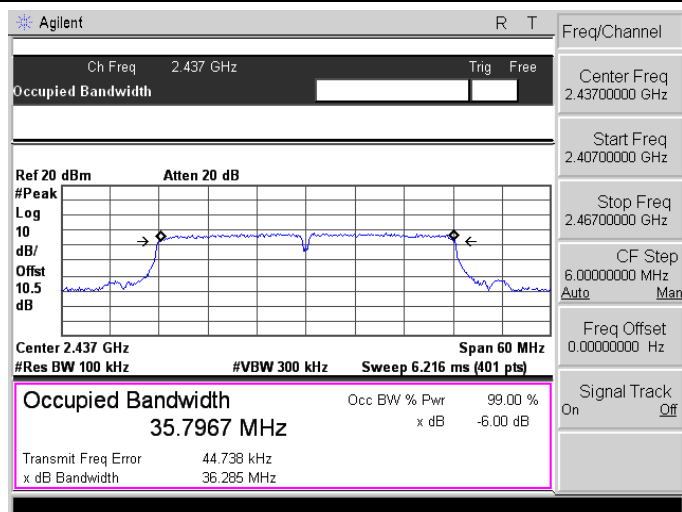 Agilent R T
Freq/Channel
Ch Freq 2.437 GHz Trig Free
Occupied Bandwidth
Center Freq
2.43700000 GHz
Start Freq
2.40700000 GHz
Ref 20 dBm Atten 20 dB
#Peak
Log
10
dB/
Offst
10.5
dB
Stop Freq
2.46700000 GHz
CF Step
6.00000000 MHz
Auto Man
Freq Offset
0.00000000 Hz
Center 2.437 GHz Span 60 MHz
#Res BW 100 kHz #VBW 300 kHz Sweep 6.216 ms (401 pts)
Signal Track
On Off
Occupied Bandwidth Occ BW % Pwr 99.00 %
35.7967 MHz x dB -6.00 dB
Transmit Freq Error 44.738 kHz
x dB Bandwidth 36.285 MHz